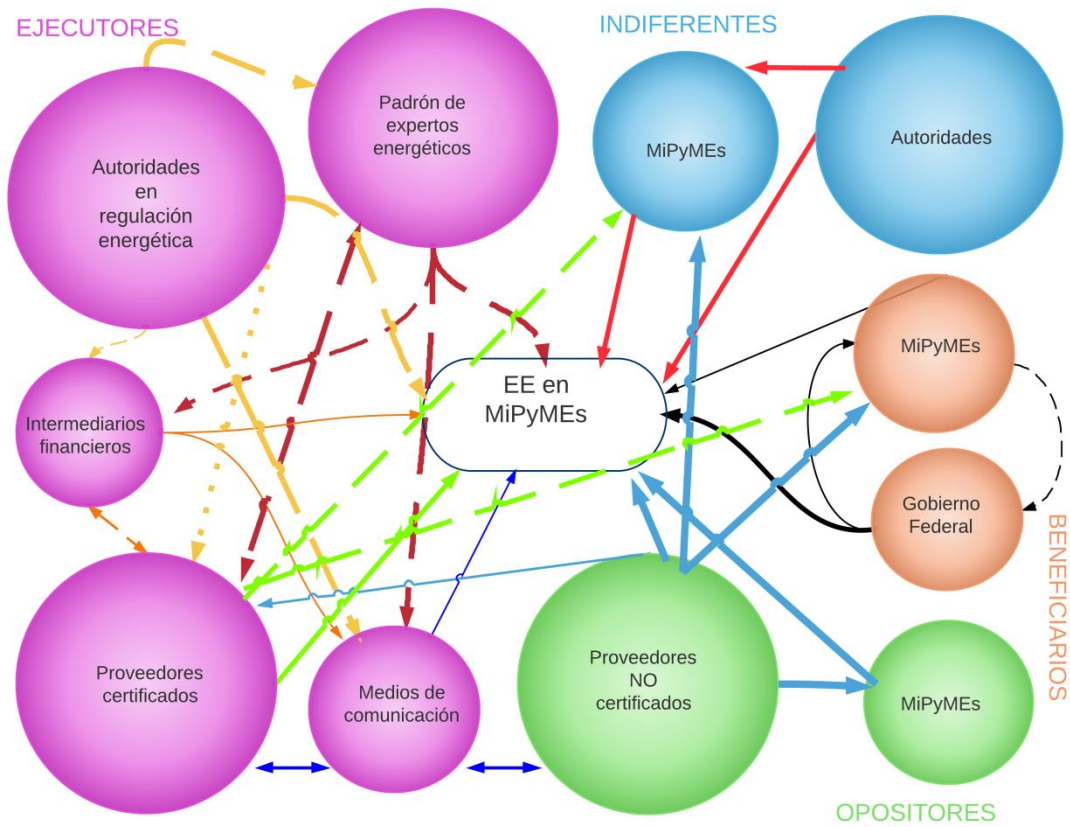 EJECUTORES
INDIFERENTES
Autoridades
en
regulación
energética
Padrón de
expertos
energéticos
MiPyMEs
Autoridades
MiPyMEs
EE en
MiPyMEs
Intermediarios
financieros
Gobierno
Federal
BENEFICIARIOS
Proveedores
certificados
Medios de
comunicación
Proveedores
NO
certificados
MiPyMEs
OPOSITORES